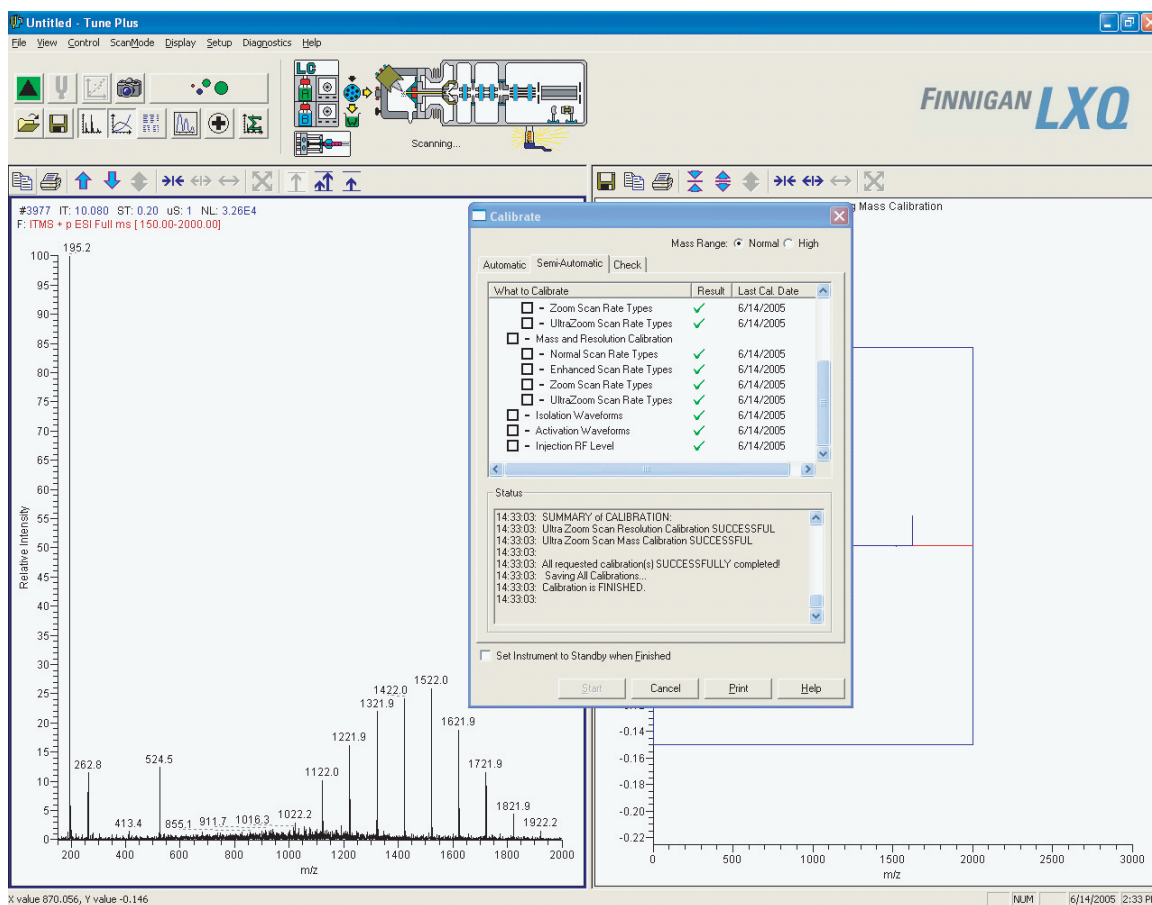 Untitled - Tune Plus
File View Control ScanMode Display Setup Diagnostics Help
LC
Scanning...
FINNIGAN LXQ
#3977 IT: 10.080 ST: 0.20 uS: 1 NL: 3.26E4
F: ITMS + p ESI Full ms [ 150.00-2000.00]
g Mass Calibration
Calibrate
Mass Range: Normal High
Automatic Semi-Automatic Check
What to Calibrate Result Last Cal. Date
- Zoom Scan Rate Types 6/14/2005
- UltraZoom Scan Rate Types 6/14/2005
- Mass and Resolution Calibration
- Normal Scan Rate Types 6/14/2005
- Enhanced Scan Rate Types 6/14/2005
- Zoom Scan Rate Types 6/14/2005
- UltraZoom Scan Rate Types 6/14/2005
- Isolation Waveforms 6/14/2005
- Activation Waveforms 6/14/2005
- Injection RF Level 6/14/2005
Status
14:33:03: SUMMARY of CALIBRATION:
14:33:03: Ultra Zoom Scan Resolution Calibration SUCCESSFUL
14:33:03: Ultra Zoom Scan Mass Calibration SUCCESSFUL
14:33:03:
14:33:03: All requested calibration(s) SUCCESSFULLY completed!
14:33:03: Saving All Calibrations...
14:33:03: Calibration is FINISHED.
14:33:03:
Set Instrument to Standby when Finished
Start Cancel Print Help
Relative Intensity
100
95
90
85
80
75
70
65
60
55
50
45
40
35
30
25
20
15
10
5
0
195.2
262.8
413.4
524.5
855.1
911.7
1016.3
1022.2
1122.0
1221.9
1321.9
1422.0
1522.0
1621.9
1721.9
1821.9
1922.2
200 400 600 800 1000 1200 1400 1600 1800 2000
m/z
-0.14
-0.16
-0.18
-0.20
-0.22
0 500 1000 1500 2000 2500 3000
m/z
X value 870.056, Y value -0.146
NUM 6/14/2005 2:33 P